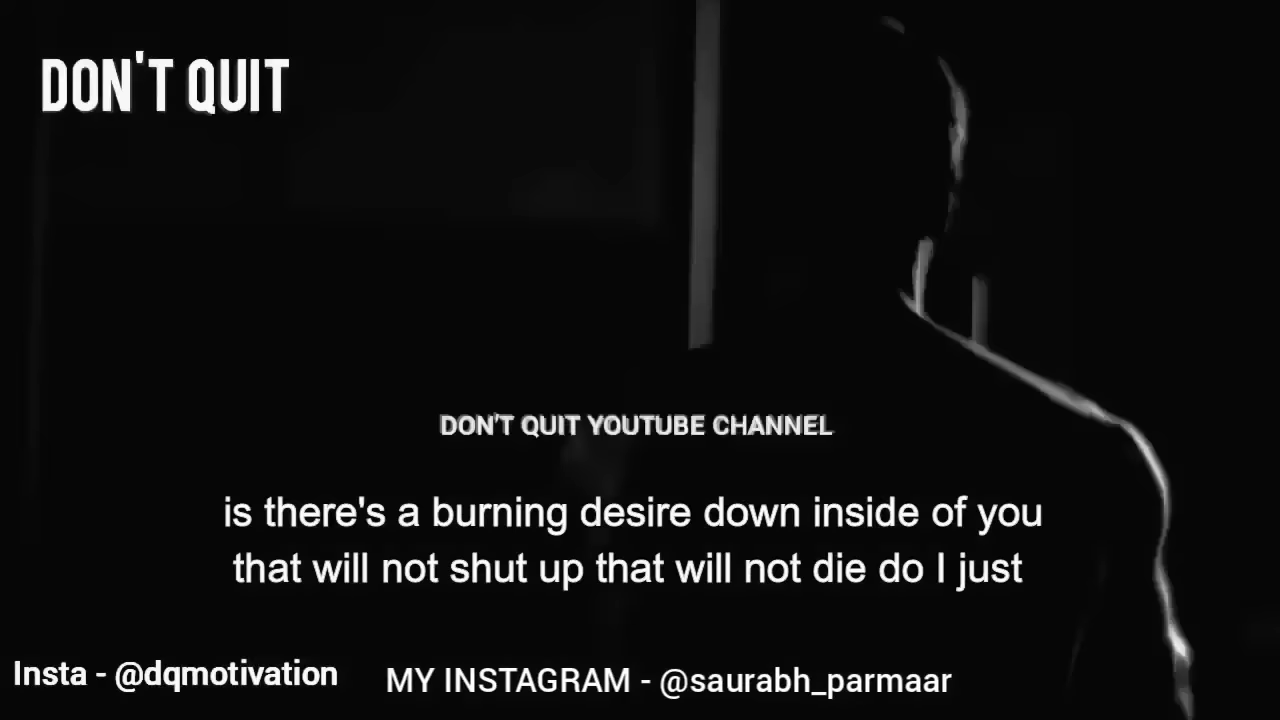 DON'T QUIT
DON'T QUIT YOUTUBE CHANNEL
is there's a burning desire down inside of you
that will not shut up that will not die do I just
Insta - @dqmotivation
MY INSTAGRAM - @saurabh_parmaar